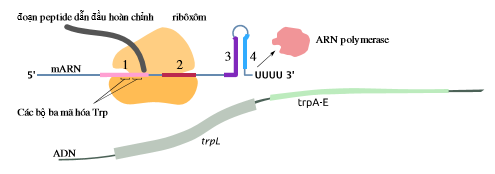 đoạn peptide dẫn đầu hoàn chỉnh
ribôxôm
ARN polymerase
1
2
3
4
5'
mARN
UUUU 3'
Các bộ ba mã hóa Trp
trpA-E
trpL
ADN